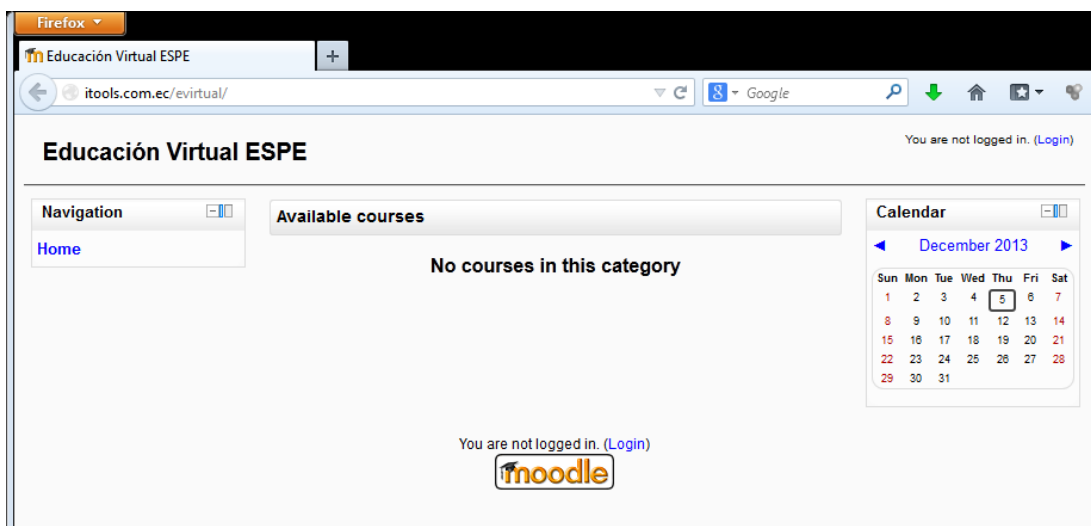 Firefox
Educación Virtual ESPE
itools.com.ec/evirtual/
Google
Educación Virtual ESPE
You are not logged in. (Login)
Navigation
Home
Available courses
No courses in this category
Calendar
December 2013
Sun Mon Tue Wed Thu Fri Sat
1 2 3 4 5 6 7
8 9 10 11 12 13 14
15 16 17 18 19 20 21
22 23 24 25 26 27 28
29 30 31
You are not logged in. (Login)
moodle